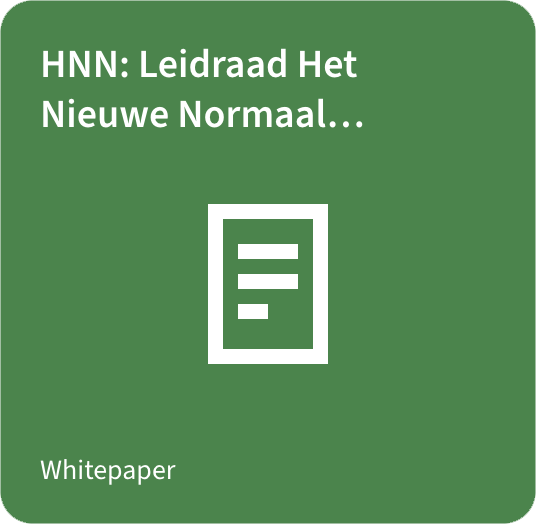 HNN: Leidraad Het
Nieuwe Normaal...
Whitepaper